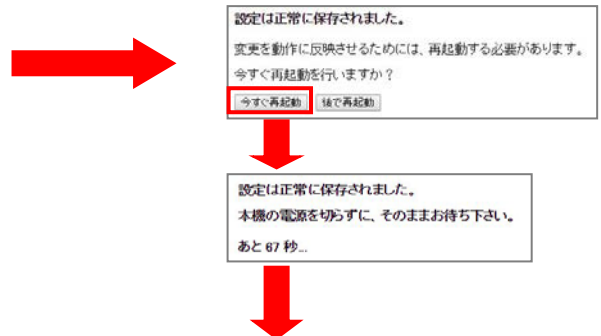 設定は正常に保存されました。
変更を動作に反映させるためには、再起動する必要があります。
今すぐ再起動を行いますか？
今すぐ再起動 後で再起動
設定は正常に保存されました。
本機の電源を切らずに、そのままお待ち下さい。
あと 67 秒...